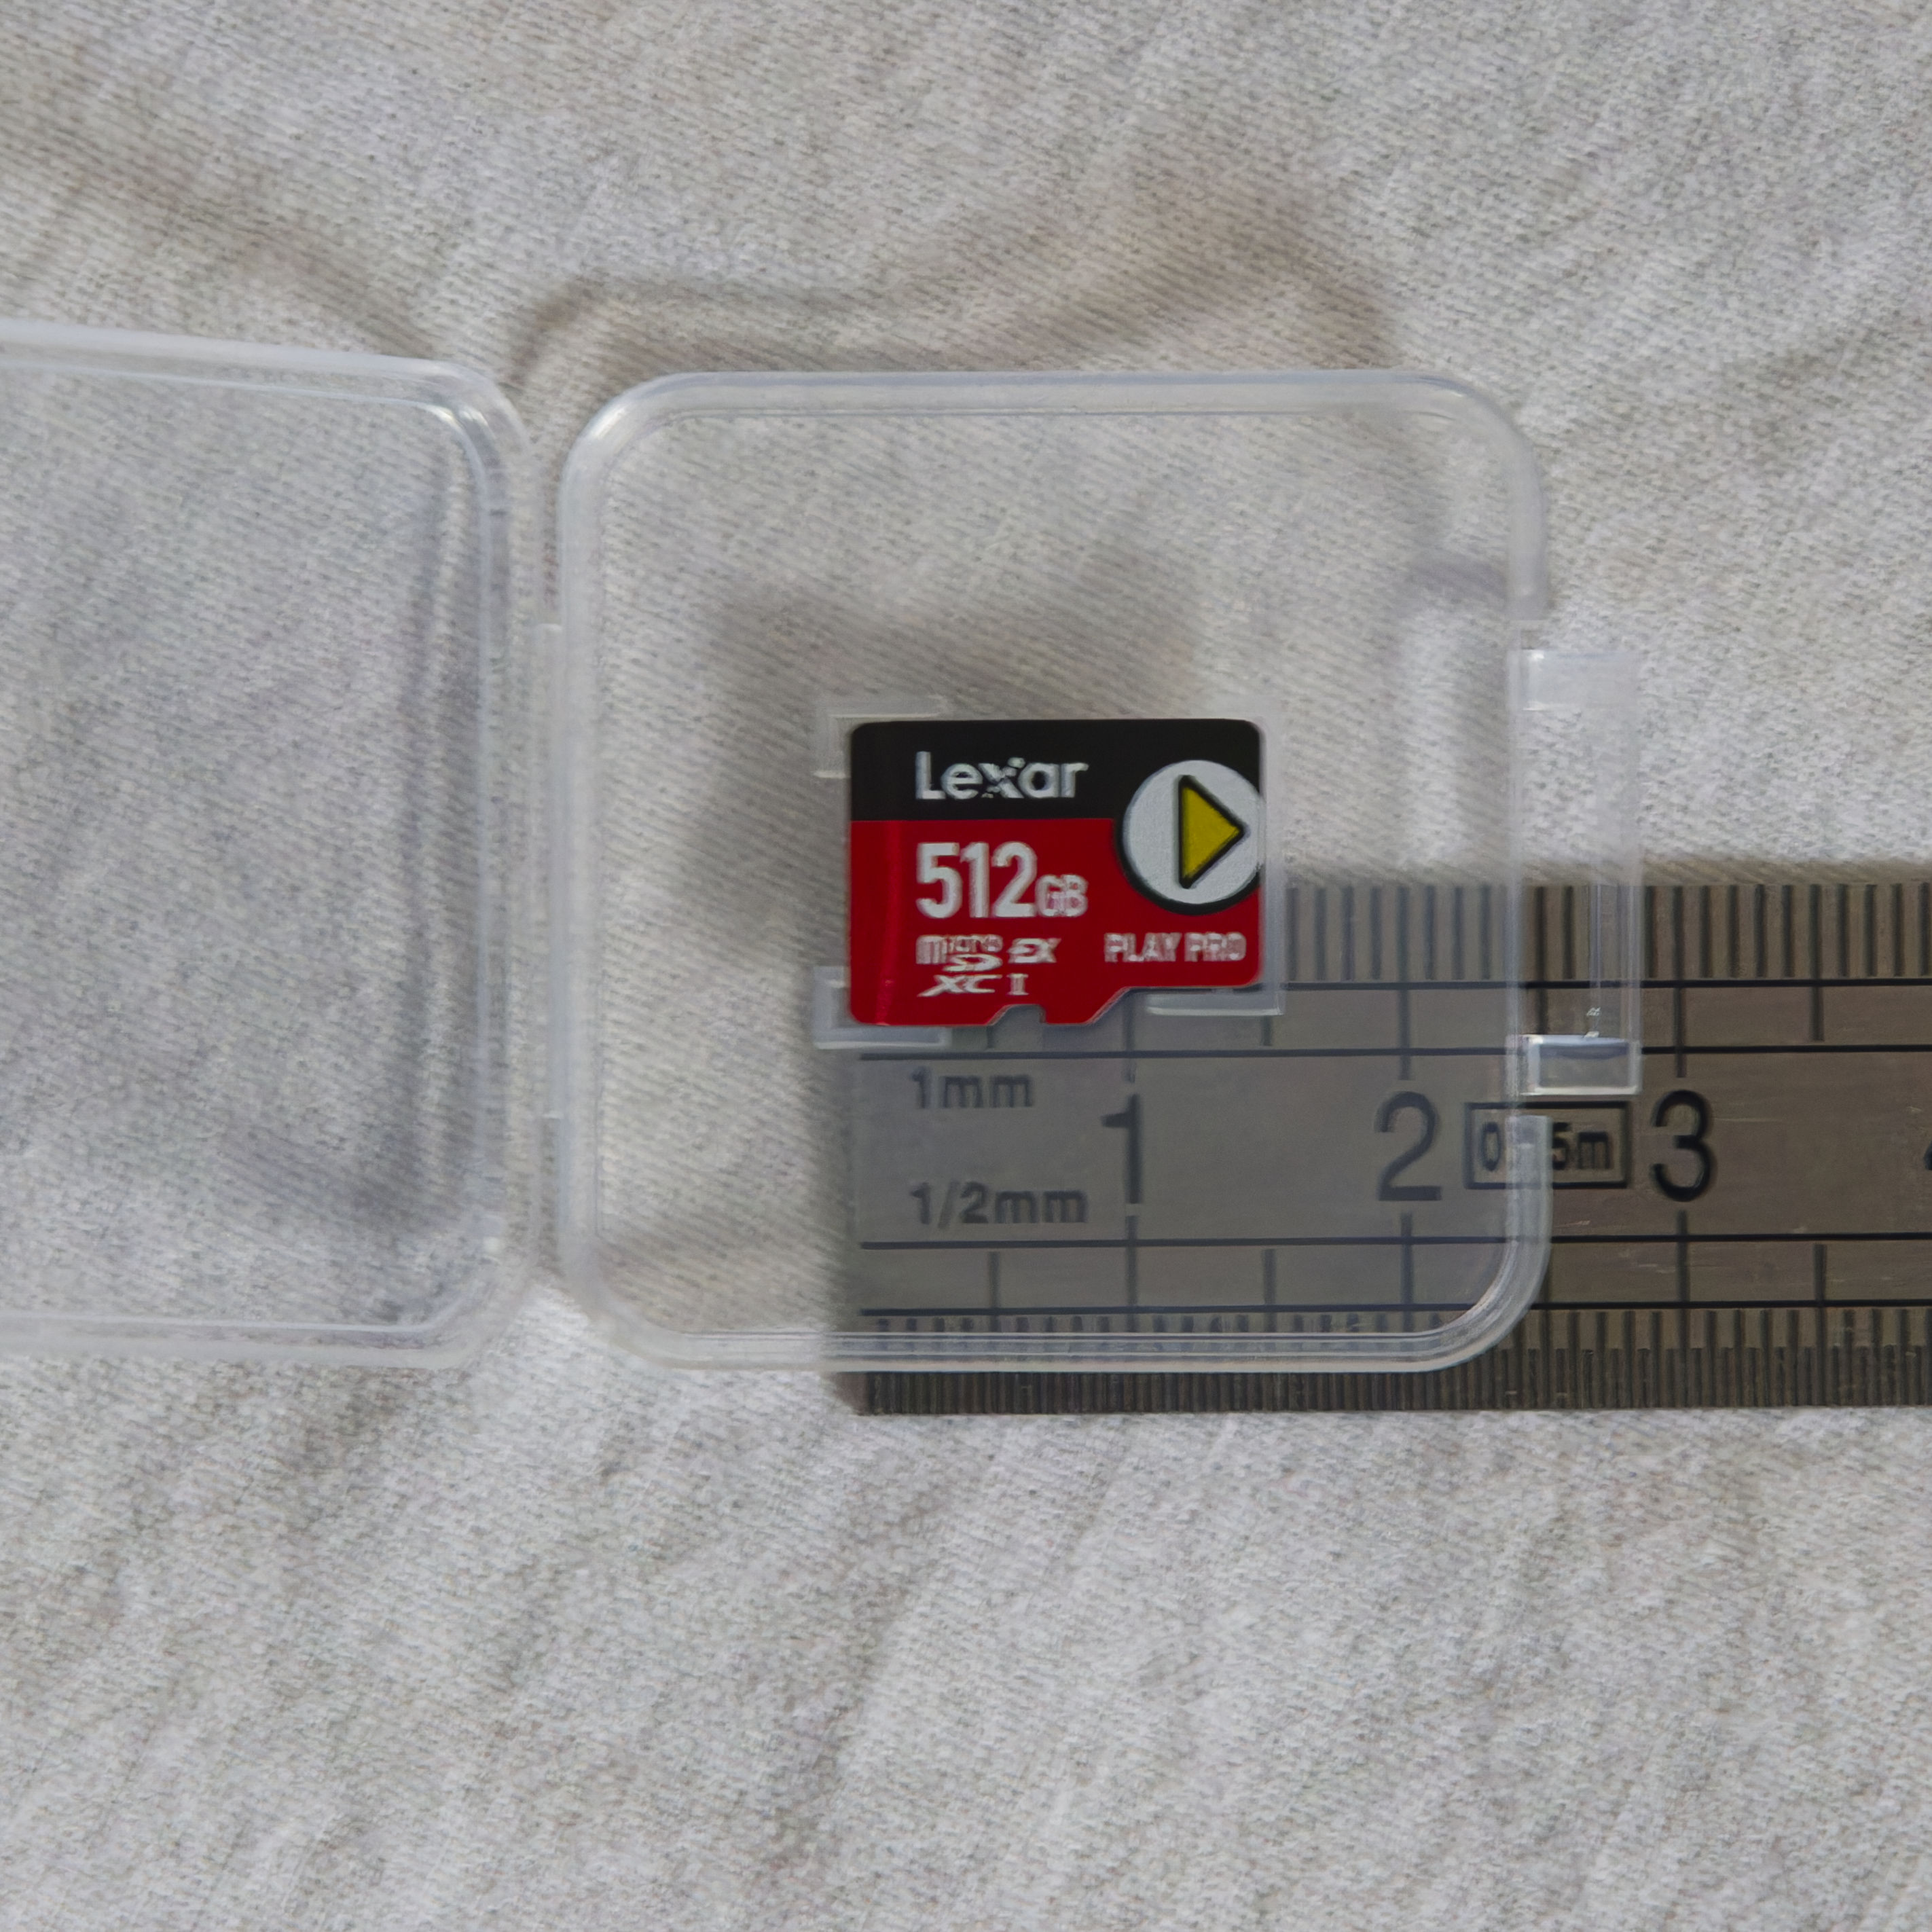 Lexar
512GB
micro SD EX PLAY PRO
XC I
1mm
1 2 3
1/2mm